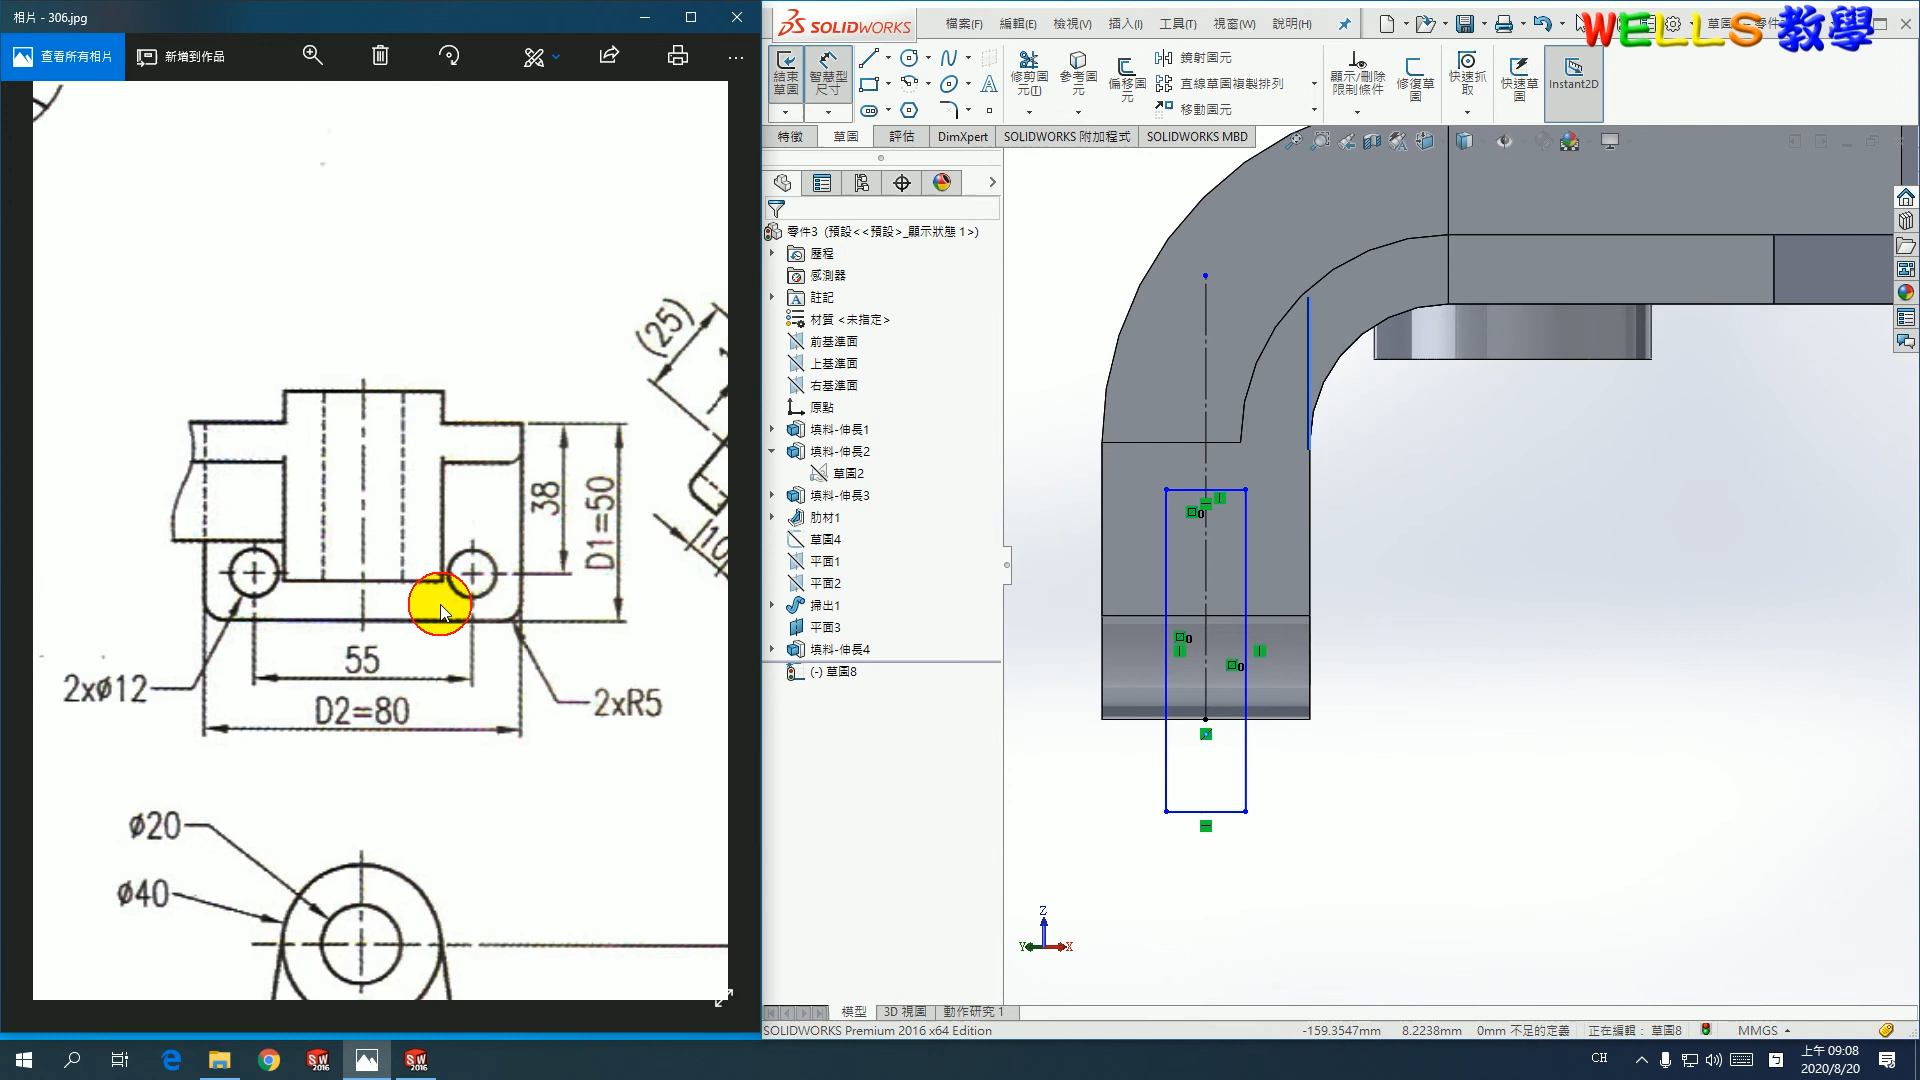 相片 - 306.jpg
查看所有相片
新增到作品
(25)
38
D1=50
55
2xø12
D2=80
2xR5
ø20
ø40
SOLIDWORKS
檔案(F)
編輯(E)
檢視(V)
插入(I)
工具(T)
視窗(W)
說明(H)
WELLS 教學
結束草圖
智慧型尺寸
修剪圖元(T)
參考圖元
偏移圖元
鏡射圖元
直線草圖複製排列
移動圖元
顯示/刪除限制條件
修復草圖
快速抓取
快速草圖
Instant2D
特徵
草圖
評估
DimXpert
SOLIDWORKS 附加程式
SOLIDWORKS MBD
零件3 (預設<<預設>_顯示狀態 1>)
歷程
感測器
註記
材質 <未指定>
前基準面
上基準面
右基準面
原點
填料-伸長1
填料-伸長2
草圖2
填料-伸長3
肋材1
草圖4
平面1
平面2
掃出1
平面3
填料-伸長4
(-) 草圖8
0
0
0
Z
Y
X
模型
3D 視圖
動作研究 1
SOLIDWORKS Premium 2016 x64 Edition
-159.3547mm
8.2238mm
0mm 不足的定義
正在編輯： 草圖8
MMGS
CH
上午 09:08
2020/8/20